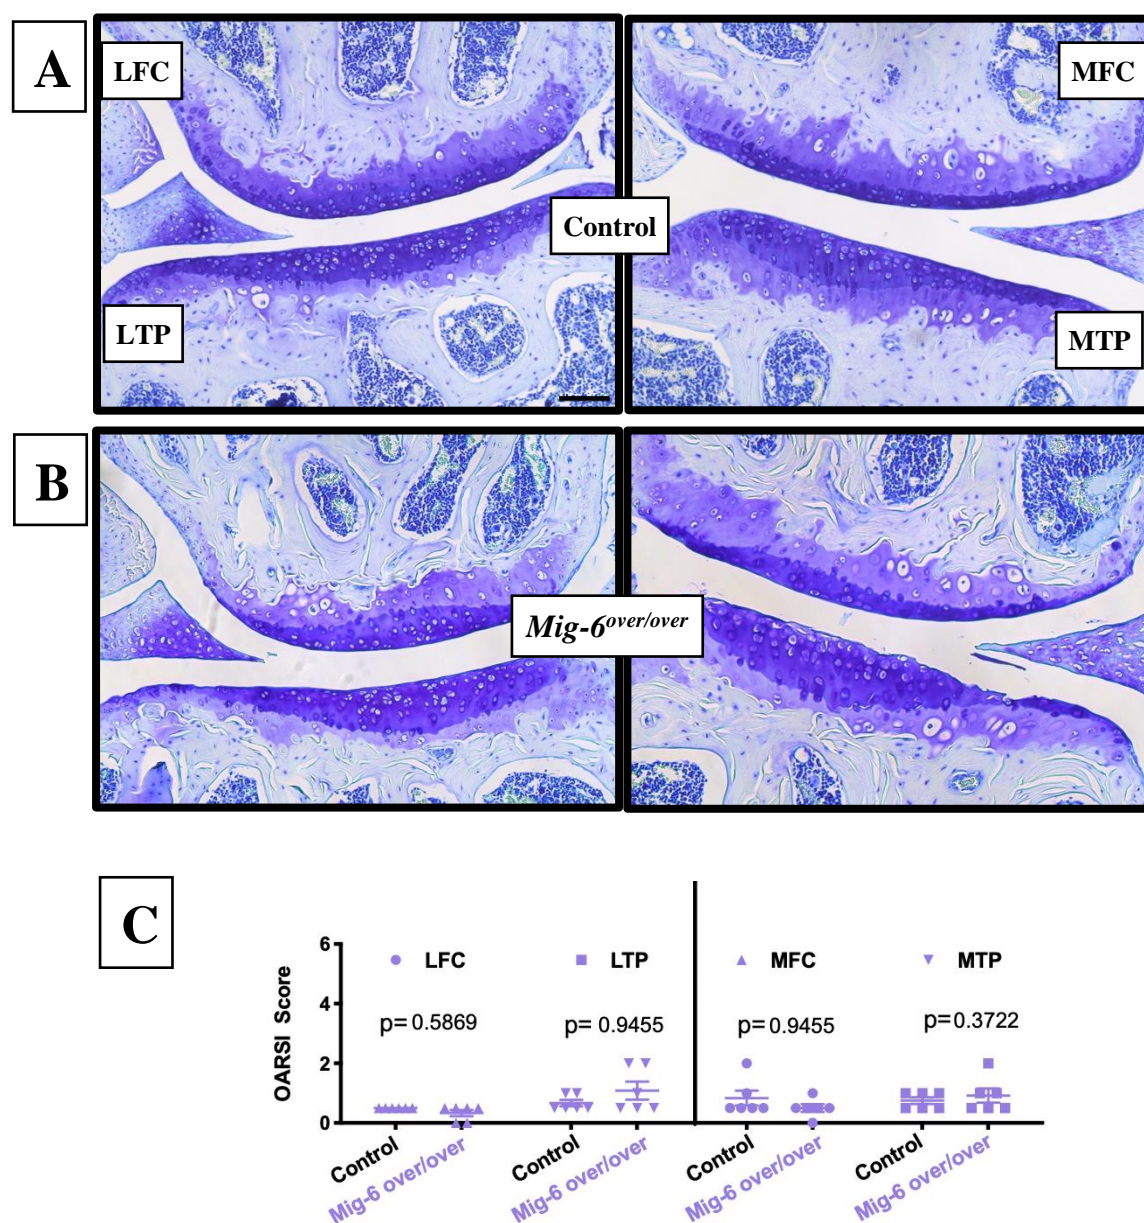 A
LFC
MFC
Control
LTP
MTP
B
Mig-6over/over
C
OARSI Score
6
4
2
0
LFC
LTP
MFC
MTP
p= 0.5869
p= 0.9455
p= 0.9455
p= 0.3722
Control
Mig-6 over/over
Control
Mig-6 over/over
Control
Mig-6 over/over
Control
Mig-6 over/over